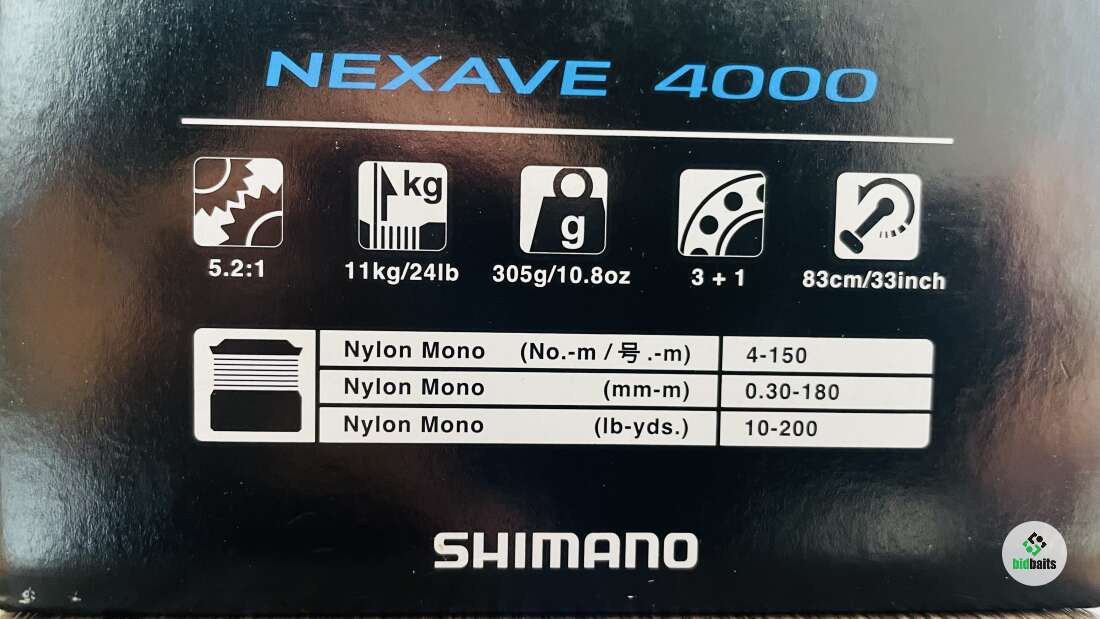 NEXAVE 4000
kg
g
5.2:1
11kg/24lb
305g/10.8oz
3 + 1
83cm/33inch
Nylon Mono (No.-m / 号.-m) 4-150
Nylon Mono (mm-m) 0.30-180
Nylon Mono (lb-yds.) 10-200
SHIMANO
bidbaits